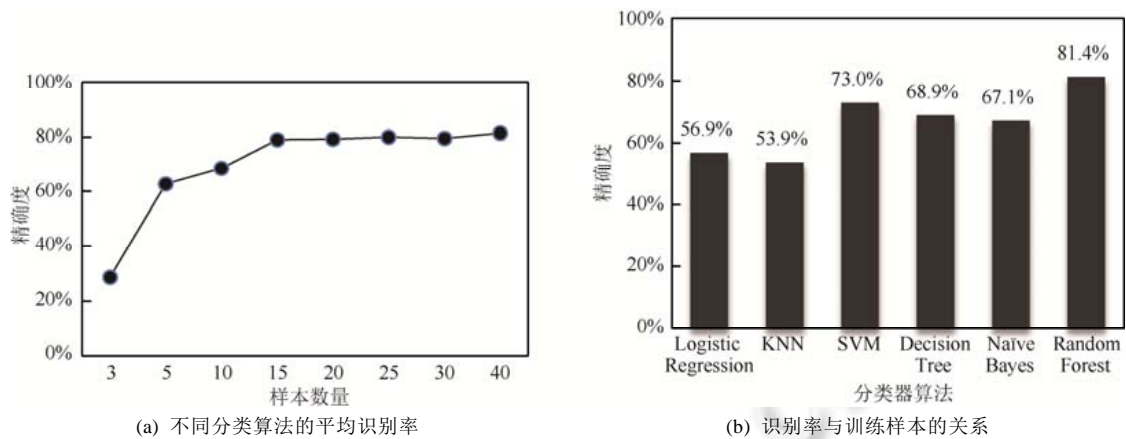 100%
80%
60%
40%
20%
0%
精确度
3 5 10 15 20 25 30 40
样本数量
(a) 不同分类算法的平均识别率
100%
80%
60%
40%
20%
0%
精确度
56.9%
53.9%
73.0%
68.9%
67.1%
81.4%
Logistic Regression
KNN
SVM
Decision Tree
Naïve Bayes
Random Forest
分类器算法
(b) 识别率与训练样本的关系